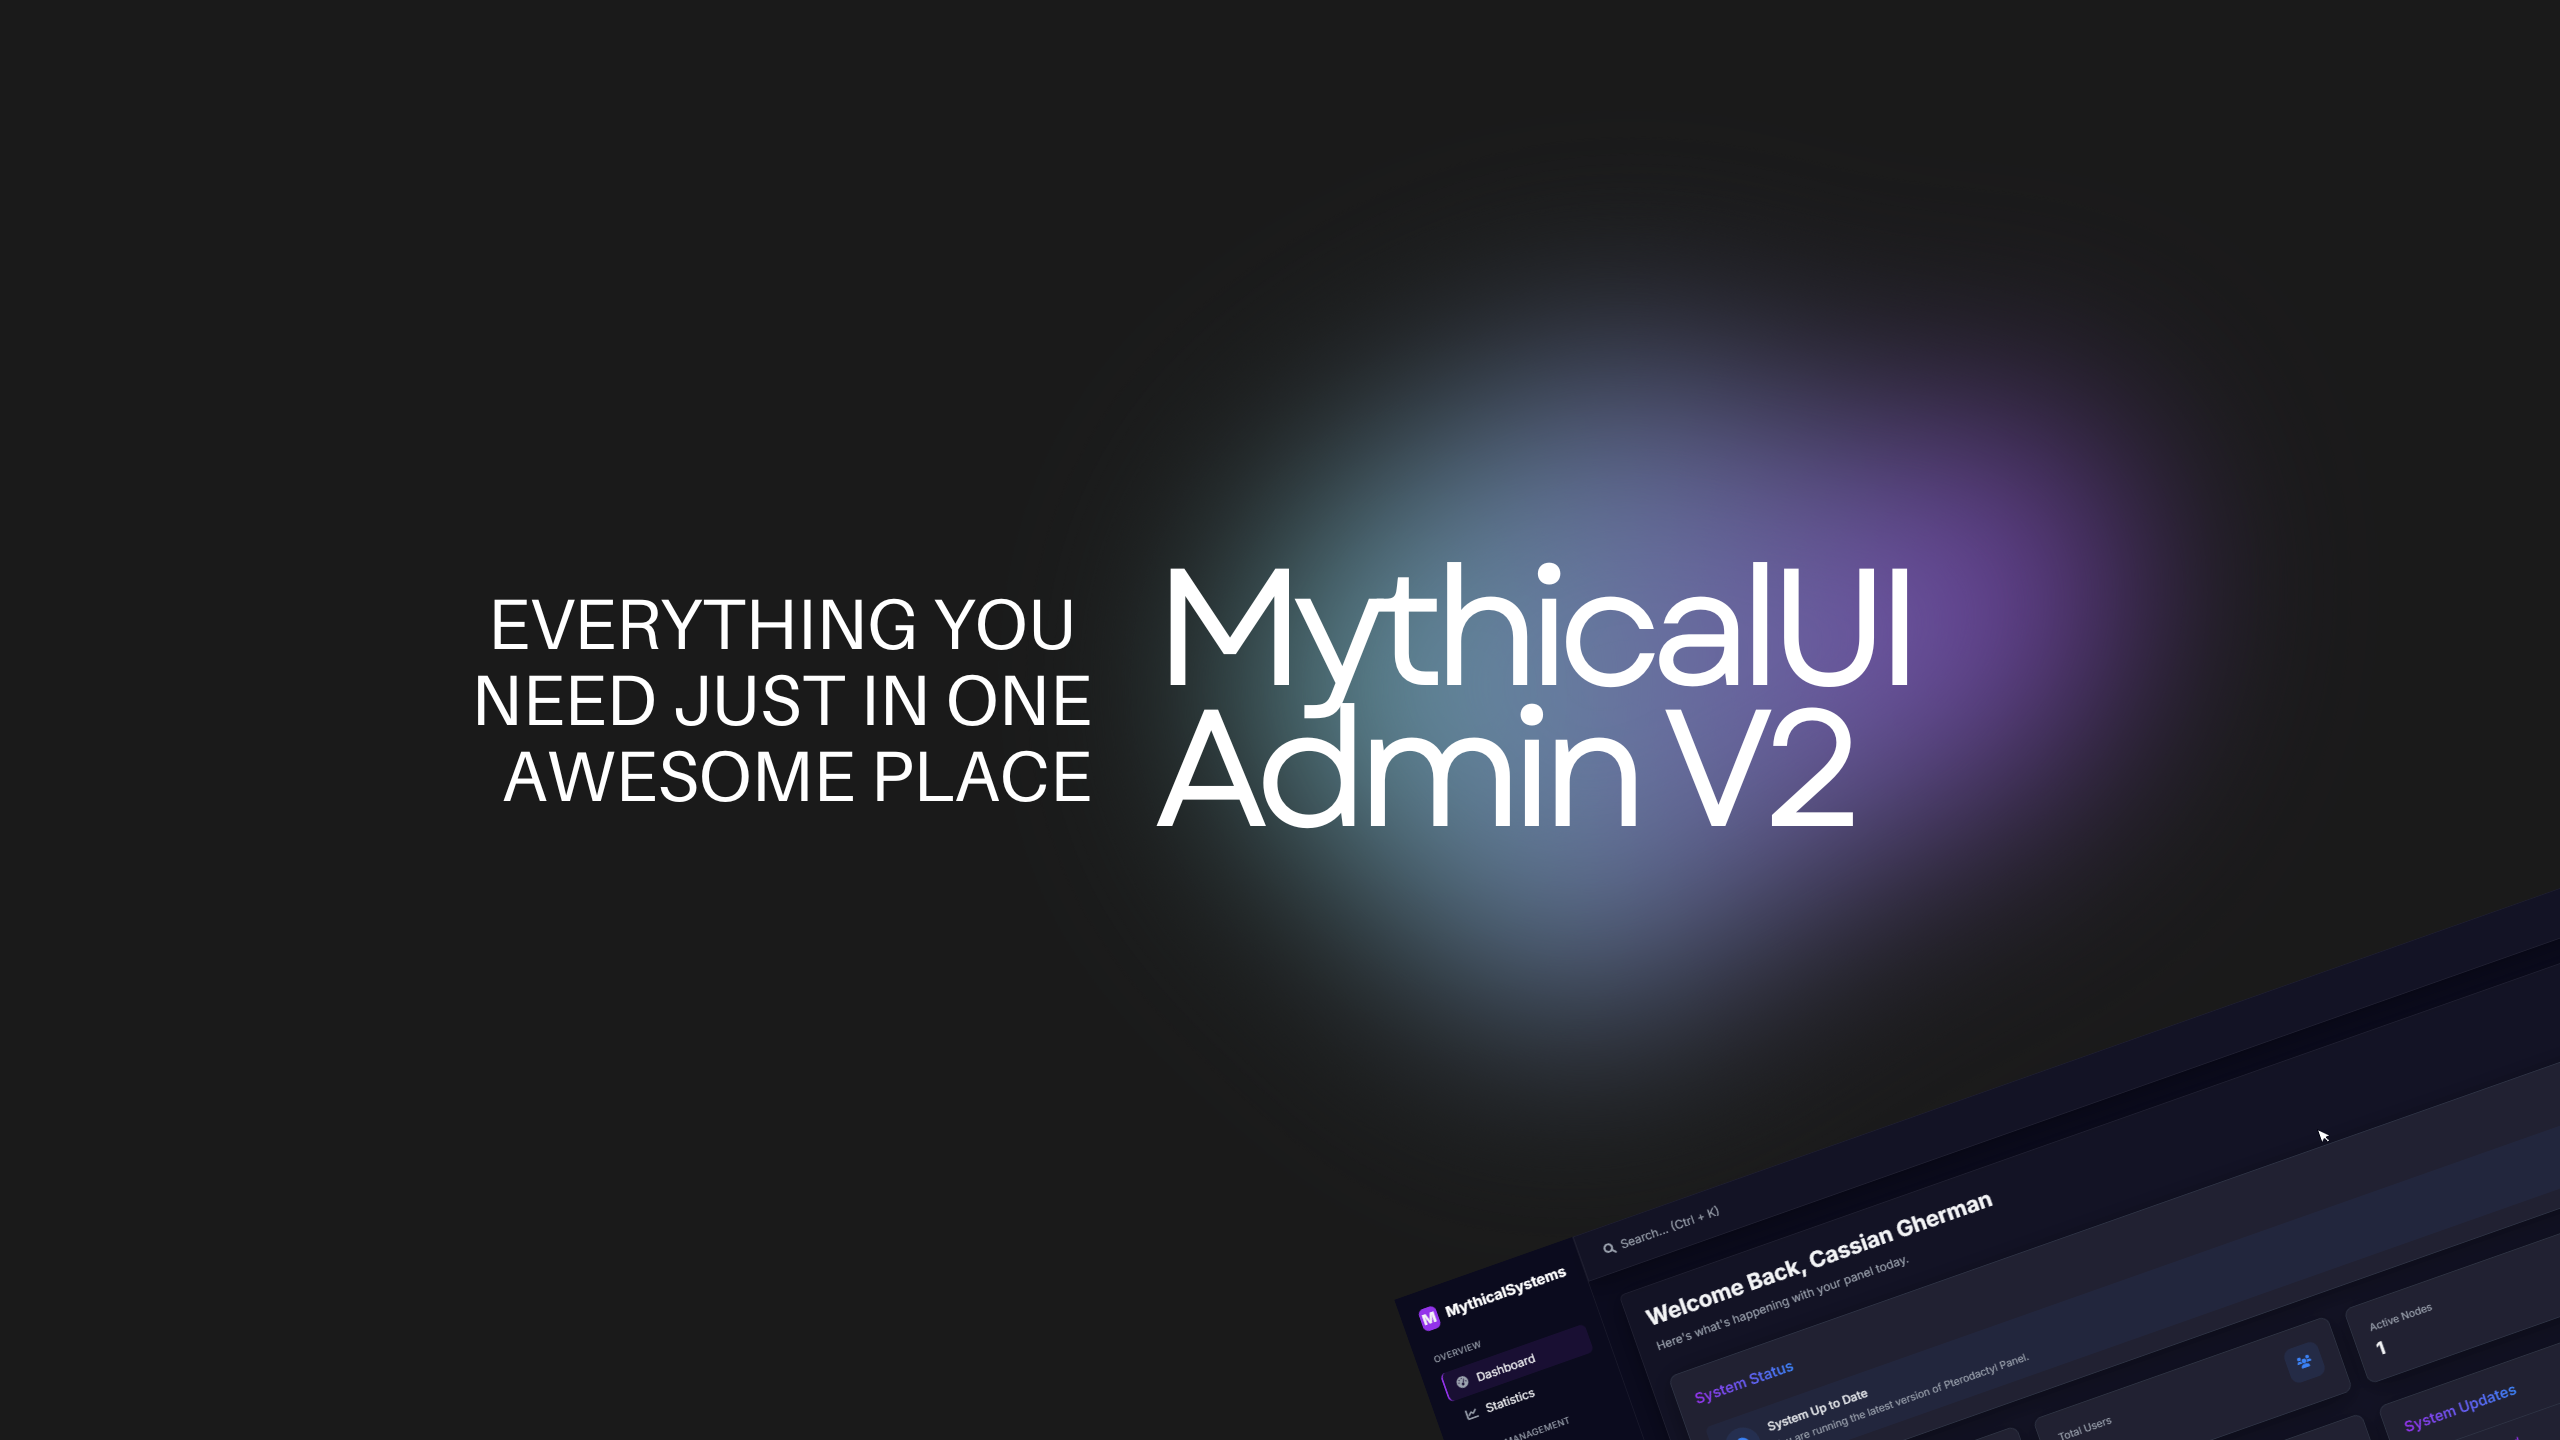 EVERYTHING YOU
NEED JUST IN ONE
AWESOME PLACE
MythicalUI
Admin V2
Search... (Ctrl + K)
M MythicalSystems
Welcome Back, Cassian Gherman
Here's what's happening with your panel today.
OVERVIEW
Dashboard
Statistics
MANAGEMENT
System Status
System Up to Date
are running the latest version of Pterodactyl Panel.
Total Users
Active Nodes
1
System Updates